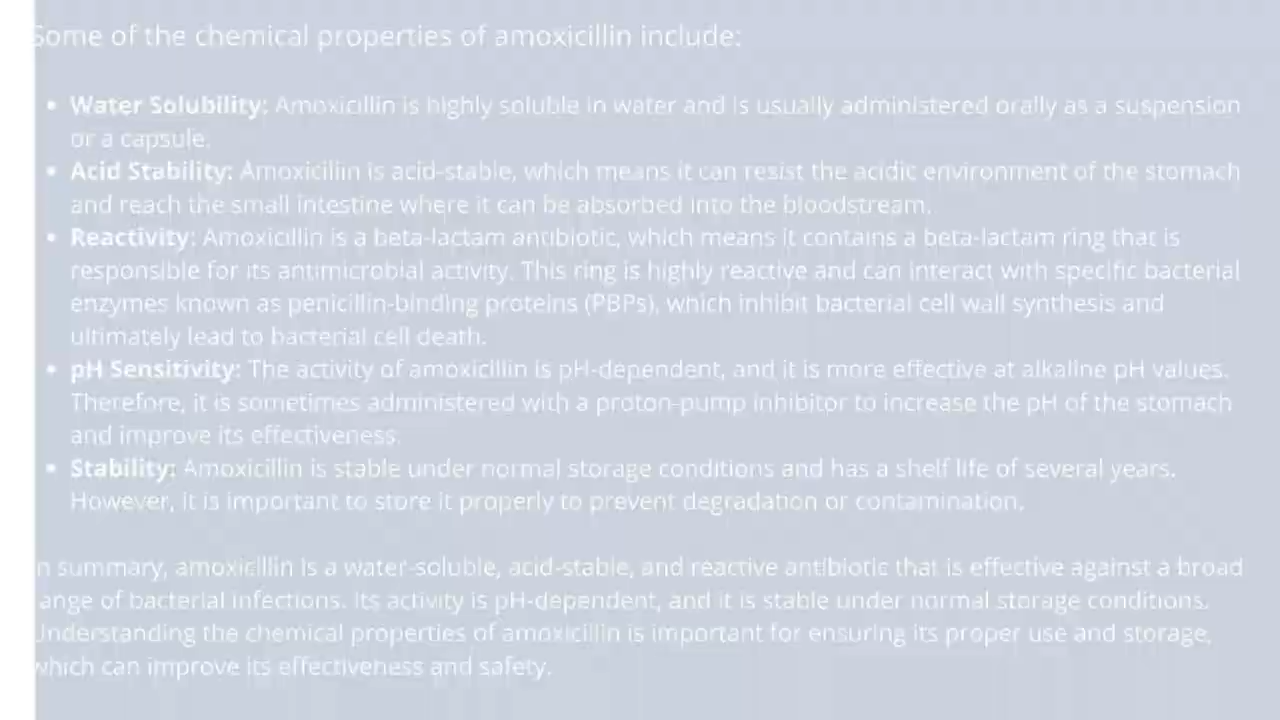 Some of the chemical properties of amoxicillin include:
• Water Solubility: Amoxicillin is highly soluble in water and is usually administered orally as a suspension
or a capsule.
• Acid Stability: Amoxicillin is acid-stable, which means it can resist the acidic environment of the stomach
and reach the small intestine where it can be absorbed into the bloodstream.
• Reactivity: Amoxicillin is a beta-lactam antibiotic, which means it contains a beta-lactam ring that is
responsible for its antimicrobial activity. This ring is highly reactive and can interact with specific bacterial
enzymes known as penicillin-binding proteins (PBPs), which inhibit bacterial cell wall synthesis and
ultimately lead to bacterial cell death.
• pH Sensitivity: The activity of amoxicillin is pH-dependent, and it is more effective at alkaline pH values.
Therefore, it is sometimes administered with a proton-pump inhibitor to increase the pH of the stomach
and improve its effectiveness.
• Stability: Amoxicillin is stable under normal storage conditions and has a shelf life of several years.
However, it is important to store it properly to prevent degradation or contamination.
n summary, amoxicillin is a water-soluble, acid-stable, and reactive antibiotic that is effective against a broad
ange of bacterial infections. Its activity is pH-dependent, and it is stable under normal storage conditions.
Understanding the chemical properties of amoxicillin is important for ensuring its proper use and storage,
which can improve its effectiveness and safety.